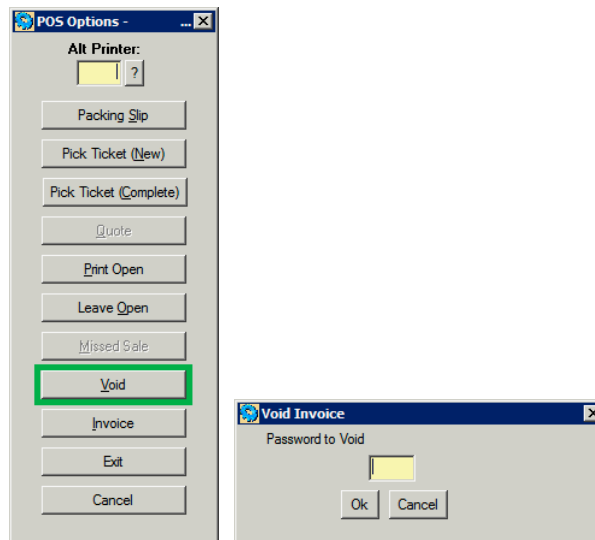 POS Options - ...
Alt Printer:
?
Packing Slip
Pick Ticket (New)
Pick Ticket (Complete)
Quote
Print Open
Leave Open
Missed Sale
Void
Invoice
Exit
Cancel
Void Invoice
Password to Void
Ok Cancel